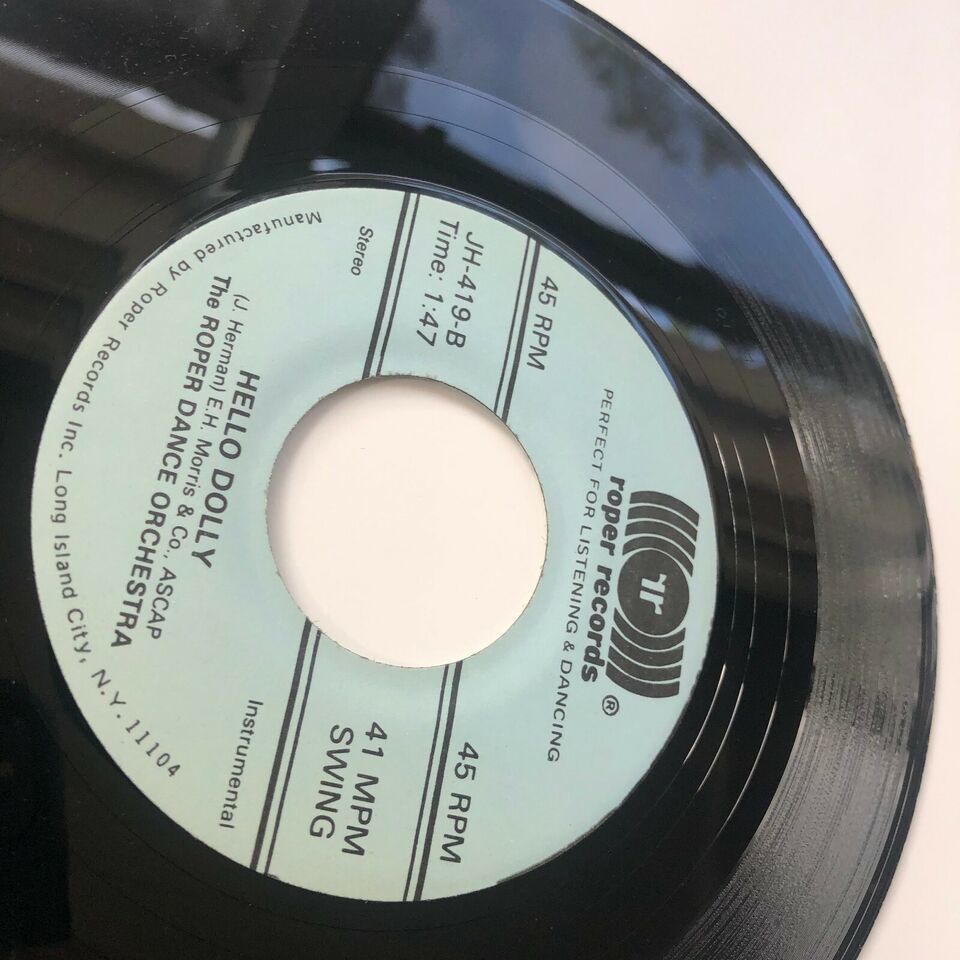 rr
roper records ®
PERFECT FOR LISTENING & DANCING
45 RPM
45 RPM
JH-419-B
Time: 1:47
41 MPM
SWING
Stereo
Instrumental
HELLO DOLLY
(J. Herman) E.H. Morris & Co., ASCAP
The ROPER DANCE ORCHESTRA
Manufactured by Roper Records Inc. Long Island City, N.Y. 11104